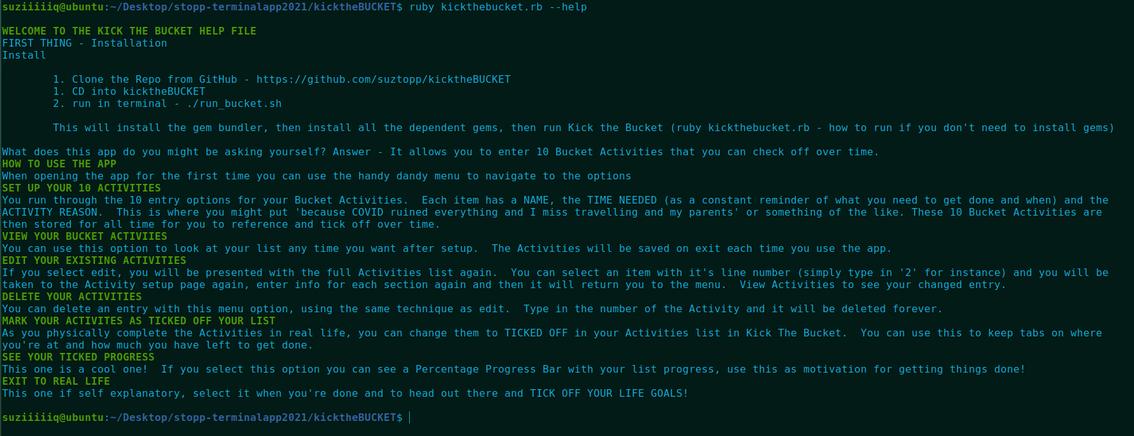 suziiiiiq@ubuntu:~/Desktop/stopp-terminalapp2021/kicktheBUCKET$ ruby kickthebucket.rb --help
WELCOME TO THE KICK THE BUCKET HELP FILE
FIRST THING - Installation
Install
1. Clone the Repo from GitHub - https://github.com/suztopp/kicktheBUCKET
1. CD into kicktheBUCKET
2. run in terminal - ./run_bucket.sh
This will install the gem bundler, then install all the dependent gems, then run Kick the Bucket (ruby kickthebucket.rb - how to run if you don't need to install gems)
What does this app do you might be asking yourself? Answer - It allows you to enter 10 Bucket Activities that you can check off over time.
HOW TO USE THE APP
When opening the app for the first time you can use the handy dandy menu to navigate to the options
SET UP YOUR 10 ACTIVITIES
You run through the 10 entry options for your Bucket Activities.  Each item has a NAME, the TIME NEEDED (as a constant reminder of what you need to get done and when) and the
ACTIVITY REASON.  This is where you might put 'because COVID ruined everything and I miss travelling and my parents' or something of the like. These 10 Bucket Activities are
then stored for all time for you to reference and tick off over time.
VIEW YOUR BUCKET ACTIVIIES
You can use this option to look at your list any time you want after setup.  The Activities will be saved on exit each time you use the app.
EDIT YOUR EXISTING ACTIVITIES
If you select edit, you will be presented with the full Activities list again.  You can select an item with it's line number (simply type in '2' for instance) and you will be
taken to the Activity setup page again, enter info for each section again and then it will return you to the menu.  View Activities to see your changed entry.
DELETE YOUR ACTIVITIES
You can delete an entry with this menu option, using the same technique as edit.  Type in the number of the Activity and it will be deleted forever.
MARK YOUR ACTIVITES AS TICKED OFF YOUR LIST
As you physically complete the Activities in real life, you can change them to TICKED OFF in your Activities list in Kick The Bucket.  You can use this to keep tabs on where
you're at and how much you have left to get done.
SEE YOUR TICKED PROGRESS
This one is a cool one!  If you select this option you can see a Percentage Progress Bar with your list progress, use this as motivation for getting things done!
EXIT TO REAL LIFE
This one if self explanatory, select it when you're done and to head out there and TICK OFF YOUR LIFE GOALS!
suziiiiiq@ubuntu:~/Desktop/stopp-terminalapp2021/kicktheBUCKET$